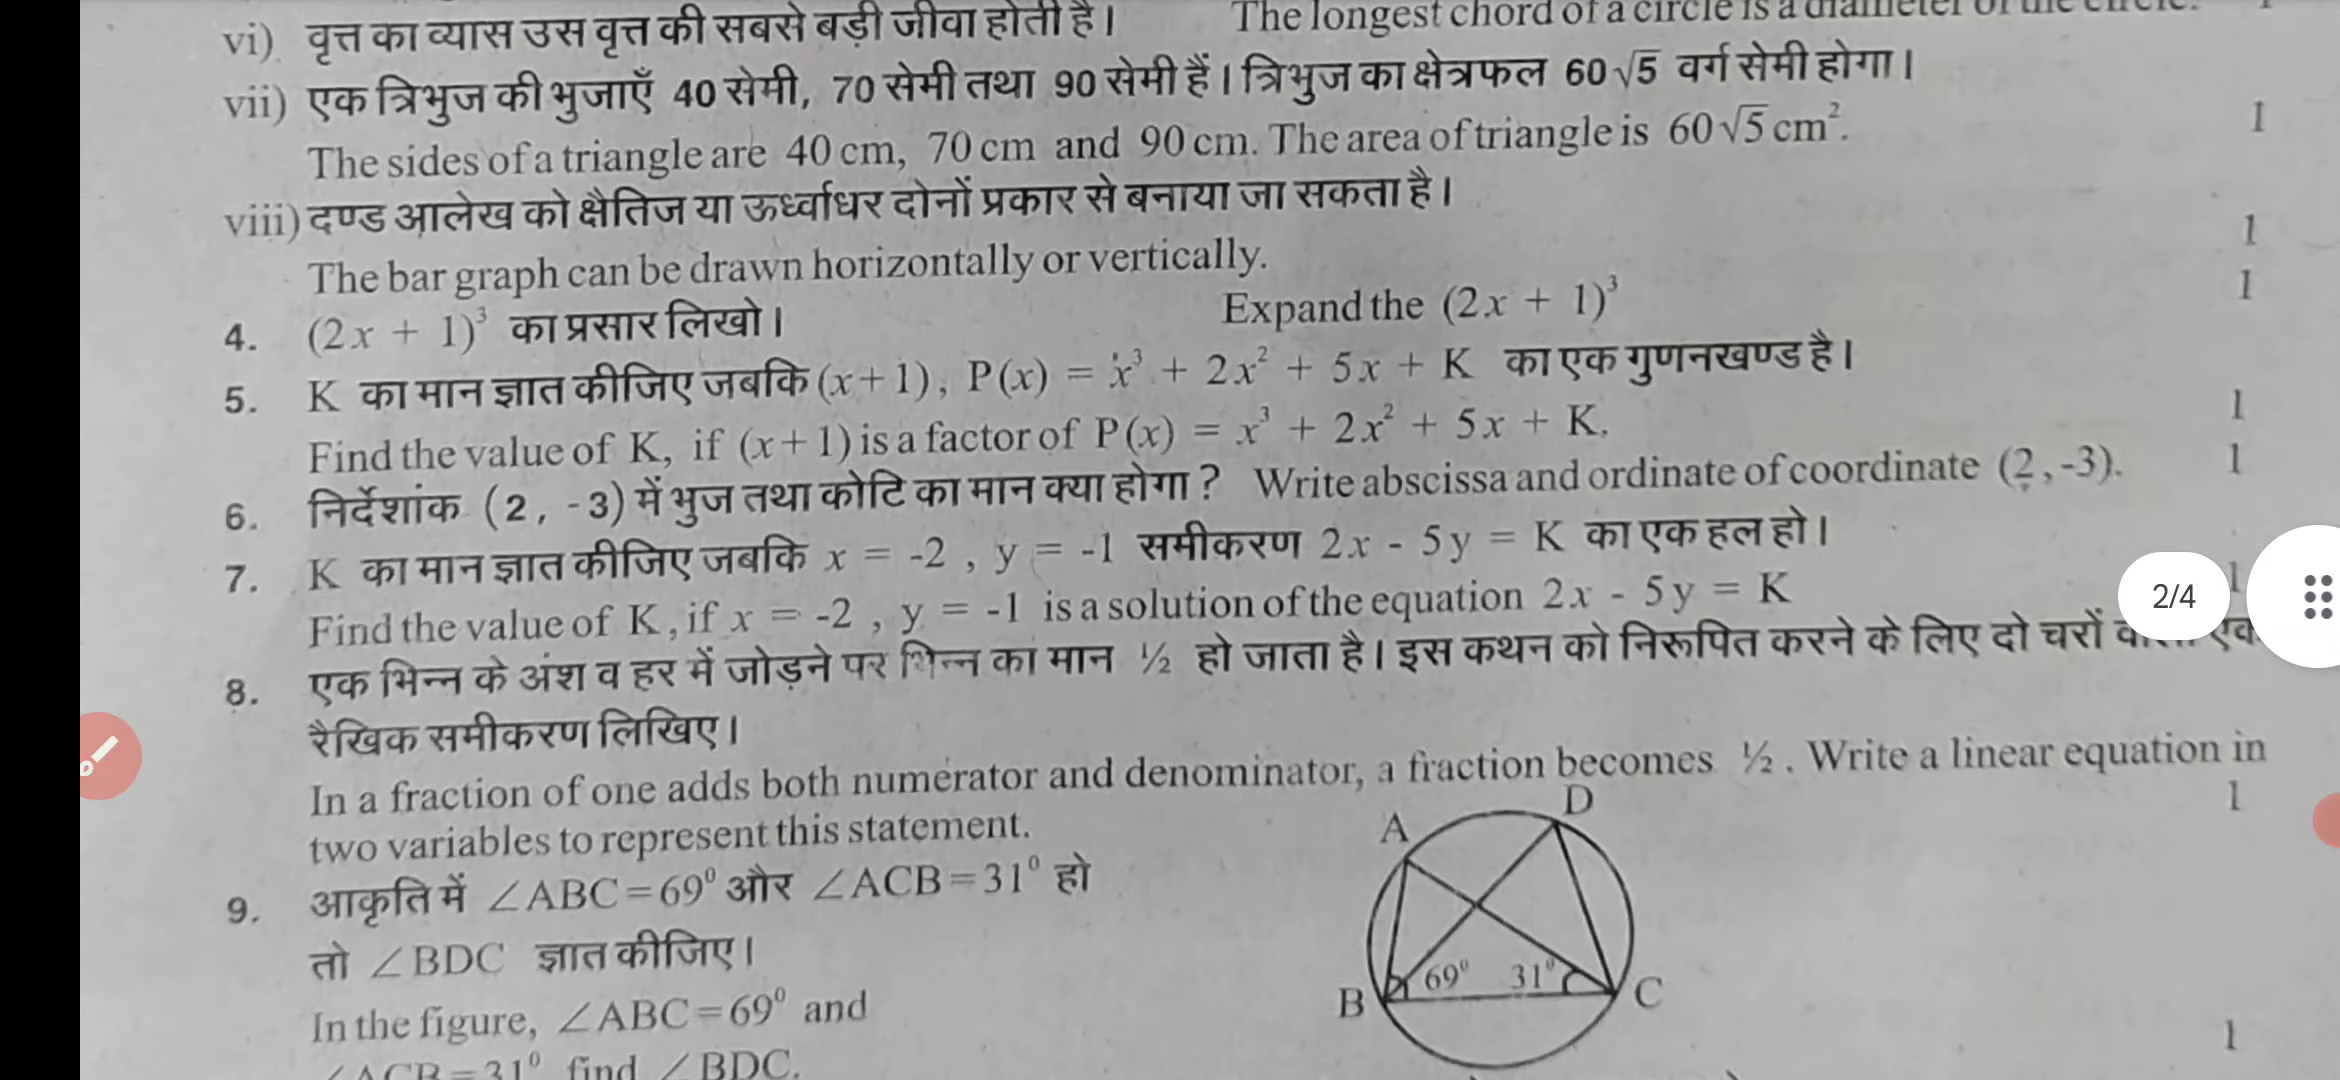 vi) वृत्त का व्यास उस वृत्त की सबसे बड़ी जीवा होती है। The longest chord of a circle is a diameter of the circle.
vii) एक त्रिभुज की भुजाएँ 40 सेमी, 70 सेमी तथा 90 सेमी हैं। त्रिभुज का क्षेत्रफल 60√5 वर्ग सेमी होगा।
The sides of a triangle are 40 cm, 70 cm and 90 cm. The area of triangle is 60√5 cm². 1
viii) दण्ड आलेख को क्षैतिज या ऊर्ध्वाधर दोनों प्रकार से बनाया जा सकता है।
The bar graph can be drawn horizontally or vertically. 1
4. (2x + 1)³ का प्रसार लिखो। Expand the (2x + 1)³ 1
5. K का मान ज्ञात कीजिए जबकि (x+1), P(x) = x³ + 2x² + 5x + K का एक गुणनखण्ड है।
Find the value of K, if (x+1) is a factor of P(x) = x³ + 2x² + 5x + K. 1
6. निर्देशांक (2, -3) में भुज तथा कोटि का मान क्या होगा? Write abscissa and ordinate of coordinate (2,-3). 1
7. K का मान ज्ञात कीजिए जबकि x = -2, y = -1 समीकरण 2x - 5y = K का एक हल हो।
Find the value of K, if x = -2, y = -1 is a solution of the equation 2x - 5y = K 1
2/4
8. एक भिन्न के अंश व हर में जोड़ने पर भिन्न का मान ½ हो जाता है। इस कथन को निरूपित करने के लिए दो चरों
रैखिक समीकरण लिखिए।
In a fraction of one adds both numerator and denominator, a fraction becomes ½. Write a linear equation in
two variables to represent this statement. 1
9. आकृति में ∠ABC=69⁰ और ∠ACB=31⁰ हो
तो ∠BDC ज्ञात कीजिए।
In the figure, ∠ABC=69⁰ and
∠ACB=31⁰ find ∠BDC. 1
A D
69⁰ 31⁰
B C